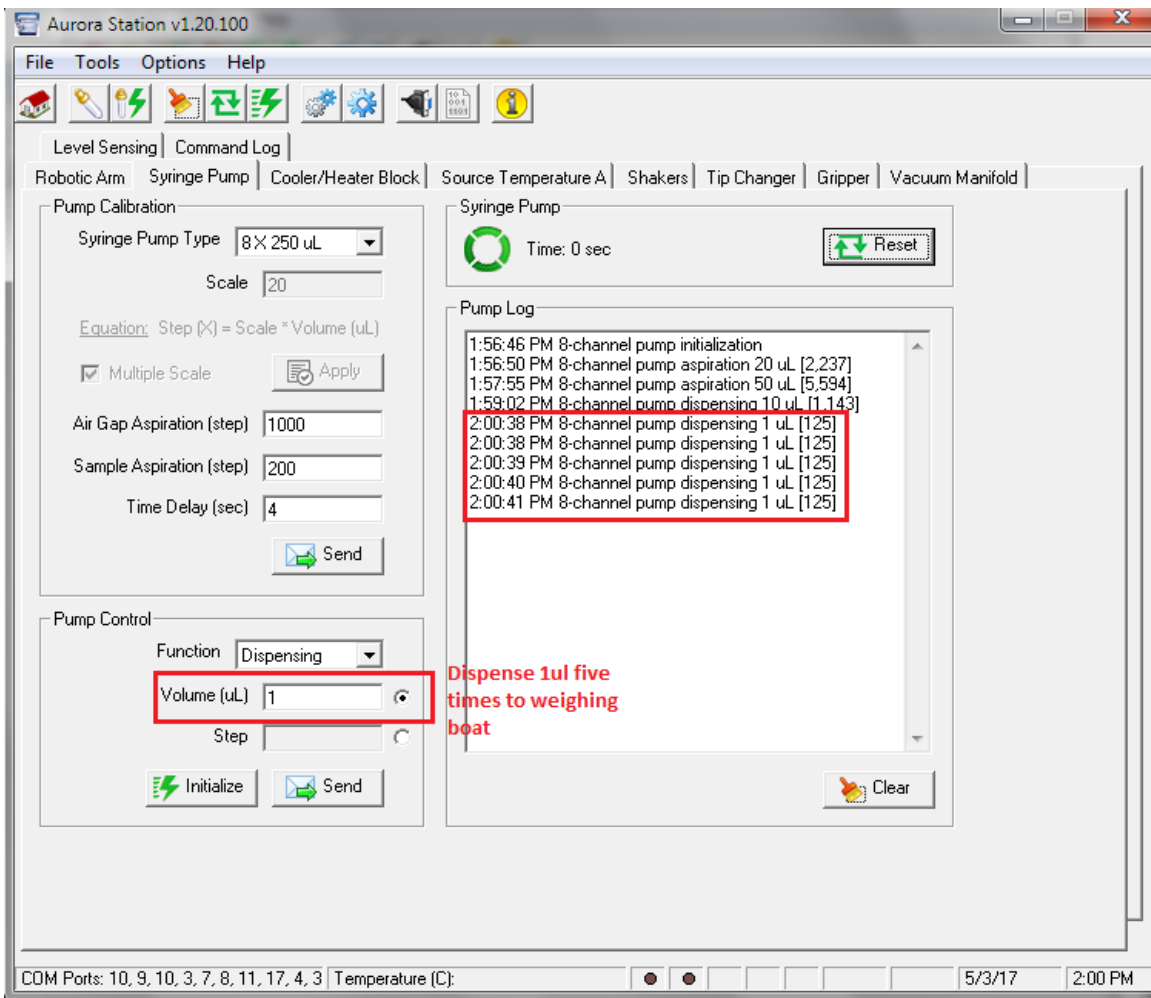 Aurora Station v1.20.100
File Tools Options Help
Level Sensing Command Log
Robotic Arm Syringe Pump Cooler/Heater Block Source Temperature A Shakers Tip Changer Gripper Vacuum Manifold
Pump Calibration
Syringe Pump Type 8 X 250 uL
Scale 20
Equation: Step (X) = Scale * Volume (uL)
Multiple Scale Apply
Air Gap Aspiration (step) 1000
Sample Aspiration (step) 200
Time Delay (sec) 4
Send
Pump Control
Function Dispensing
Volume (uL) 1
Step
Initialize Send
Syringe Pump
Time: 0 sec Reset
Pump Log
1:56:46 PM 8-channel pump initialization
1:56:50 PM 8-channel pump aspiration 20 uL [2,237]
1:57:55 PM 8-channel pump aspiration 50 uL [5,594]
1:59:02 PM 8-channel pump dispensing 10 uL [1,143]
2:00:38 PM 8-channel pump dispensing 1 uL [125]
2:00:38 PM 8-channel pump dispensing 1 uL [125]
2:00:39 PM 8-channel pump dispensing 1 uL [125]
2:00:40 PM 8-channel pump dispensing 1 uL [125]
2:00:41 PM 8-channel pump dispensing 1 uL [125]
Dispense 1ul five
times to weighing
boat
Clear
COM Ports: 10, 9, 10, 3, 7, 8, 11, 17, 4, 3 Temperature (C): 5/3/17 2:00 PM